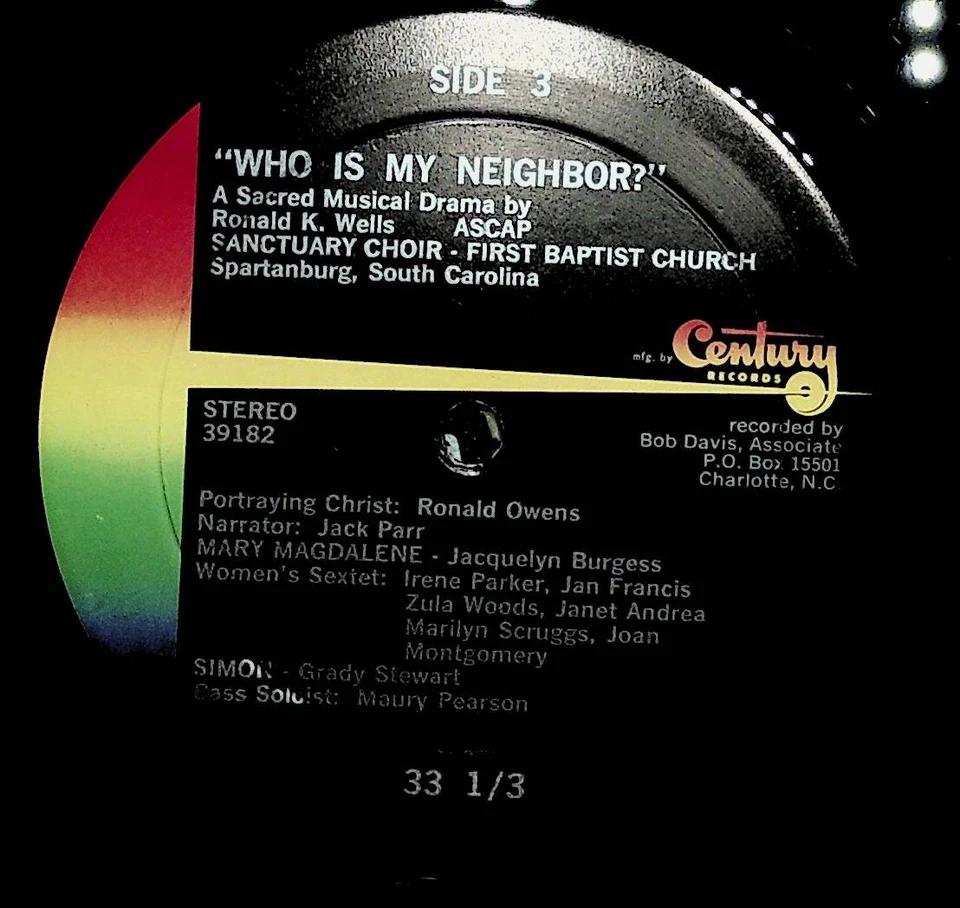 SIDE 3
“WHO IS MY NEIGHBOR?”
A Sacred Musical Drama by
Ronald K. Wells ASCAP
SANCTUARY CHOIR - FIRST BAPTIST CHURCH
Spartanburg, South Carolina
mfg. by Century
RECORDS
STEREO
39182
recorded by
Bob Davis, Associate
P.O. Box 15501
Charlotte, N.C.
Portraying Christ: Ronald Owens
Narrator: Jack Parr
MARY MAGDALENE - Jacquelyn Burgess
Women's Sextet: Irene Parker, Jan Francis
Zula Woods, Janet Andrea
Marilyn Scruggs, Joan
Montgomery
SIMON - Grady Stewart
Bass Soloist: Maury Pearson
33 1/3